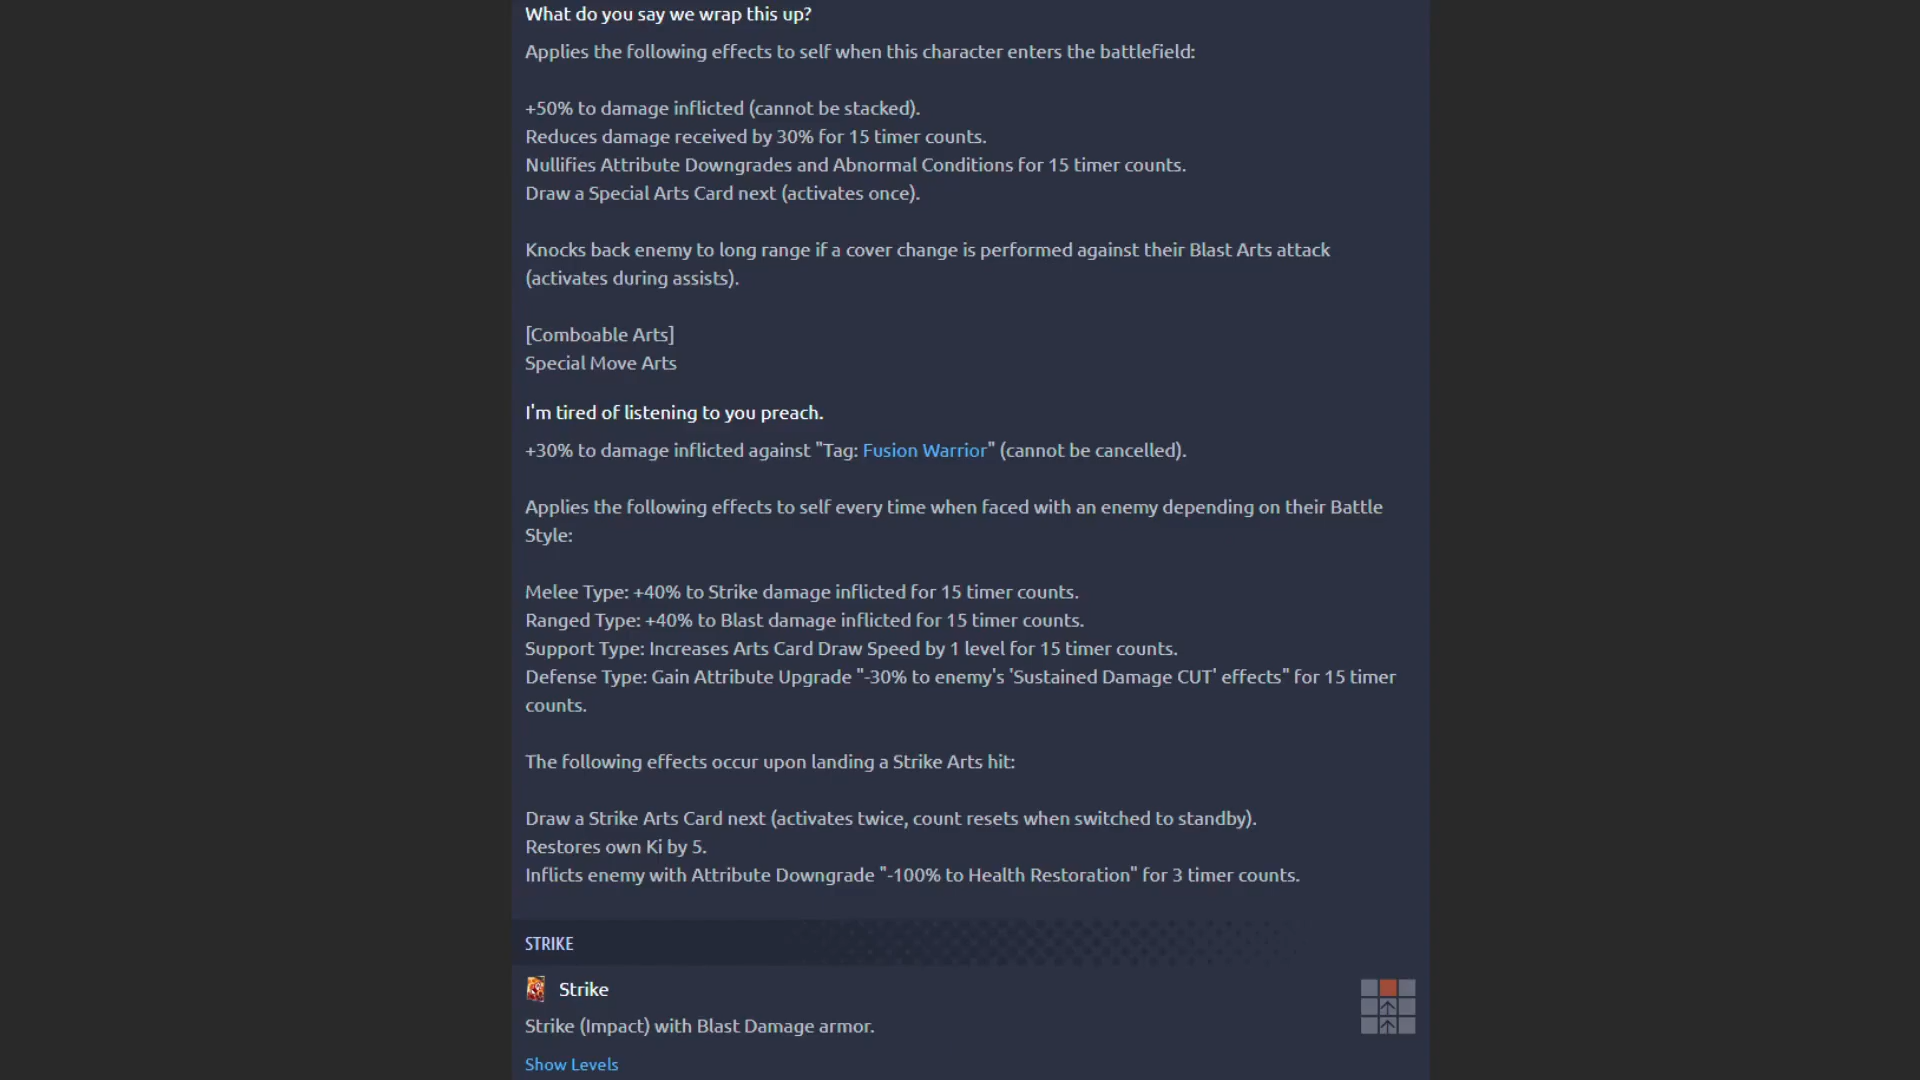 What do you say we wrap this up?
Applies the following effects to self when this character enters the battlefield:
+50% to damage inflicted (cannot be stacked).
Reduces damage received by 30% for 15 timer counts.
Nullifies Attribute Downgrades and Abnormal Conditions for 15 timer counts.
Draw a Special Arts Card next (activates once).
Knocks back enemy to long range if a cover change is performed against their Blast Arts attack
(activates during assists).
[Comboable Arts]
Special Move Arts
I'm tired of listening to you preach.
+30% to damage inflicted against "Tag: Fusion Warrior" (cannot be cancelled).
Applies the following effects to self every time when faced with an enemy depending on their Battle
Style:
Melee Type: +40% to Strike damage inflicted for 15 timer counts.
Ranged Type: +40% to Blast damage inflicted for 15 timer counts.
Support Type: Increases Arts Card Draw Speed by 1 level for 15 timer counts.
Defense Type: Gain Attribute Upgrade "-30% to enemy's 'Sustained Damage CUT' effects" for 15 timer
counts.
The following effects occur upon landing a Strike Arts hit:
Draw a Strike Arts Card next (activates twice, count resets when switched to standby).
Restores own Ki by 5.
Inflicts enemy with Attribute Downgrade "-100% to Health Restoration" for 3 timer counts.
STRIKE
Strike
Strike (Impact) with Blast Damage armor.
Show Levels